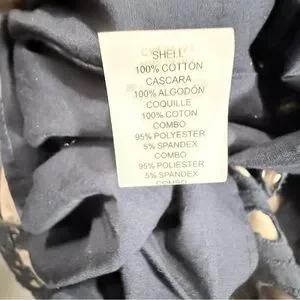 SHELL
100% COTTON
CASCARA
100% ALGODÓN
COQUILLE
100% COTON
COMBO
95% POLYESTER
5% SPANDEX
COMBO
95% POLIESTER
5% SPANDEX
COMBO